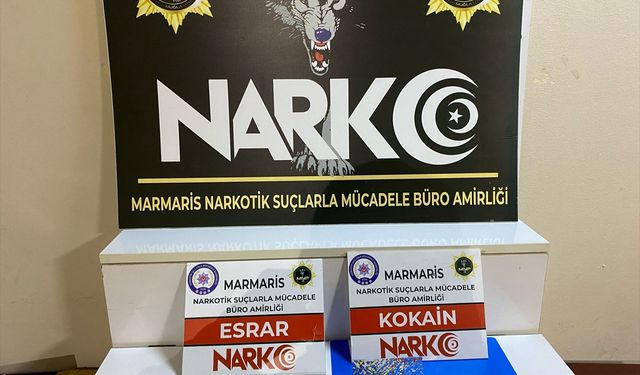 NARKO
MARMARİS NARKOTİK SUÇLARLA MÜCADELE BÜRO AMİRLİĞİ
MARMARİS
NARKOTİK SUÇLARLA MÜCADELE
BÜRO AMİRLİĞİ
ESRAR
NARKO
MARMARİS
NARKOTİK SUÇLARLA MÜCADELE
BÜRO AMİRLİĞİ
KOKAİN
NARKO